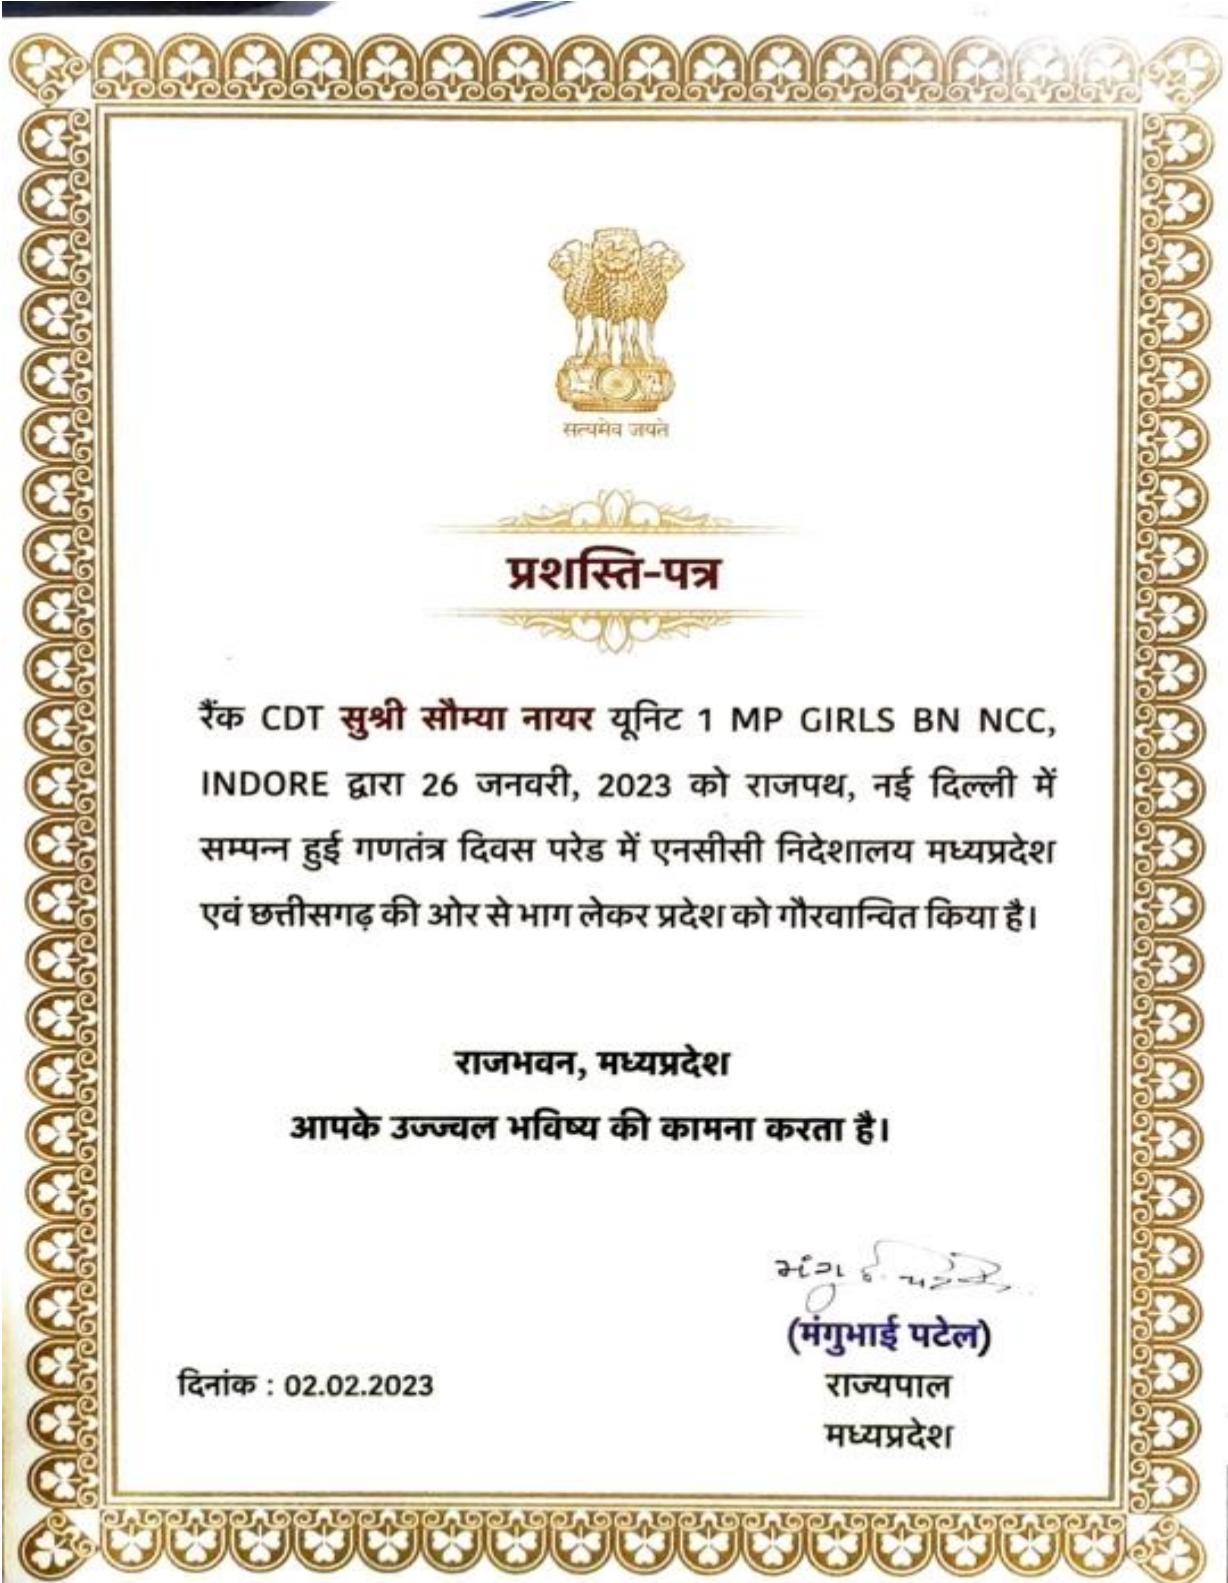 सत्यमेव जयते
प्रशस्ति-पत्र
रैंक CDT सुश्री सौम्या नायर यूनिट 1 MP GIRLS BN NCC,
INDORE द्वारा 26 जनवरी, 2023 को राजपथ, नई दिल्ली में
सम्पन्न हुई गणतंत्र दिवस परेड में एनसीसी निदेशालय मध्यप्रदेश
एवं छत्तीसगढ़ की ओर से भाग लेकर प्रदेश को गौरवान्वित किया है।
राजभवन, मध्यप्रदेश
आपके उज्ज्वल भविष्य की कामना करता है।
(मंगुभाई पटेल)
दिनांक : 02.02.2023
राज्यपाल
मध्यप्रदेश